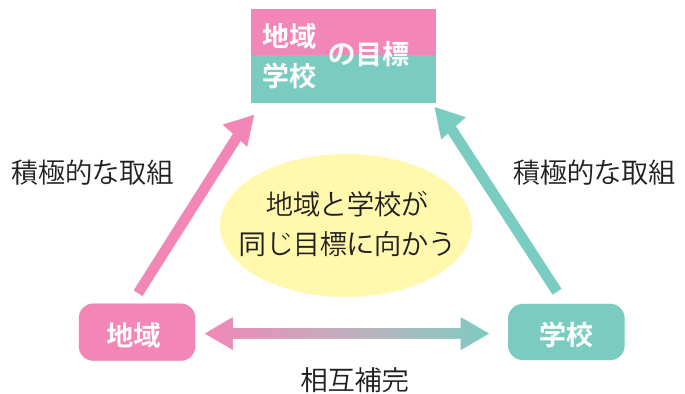 地域
学校
の目標
積極的な取組
積極的な取組
地域と学校が
同じ目標に向かう
地域
学校
相互補完